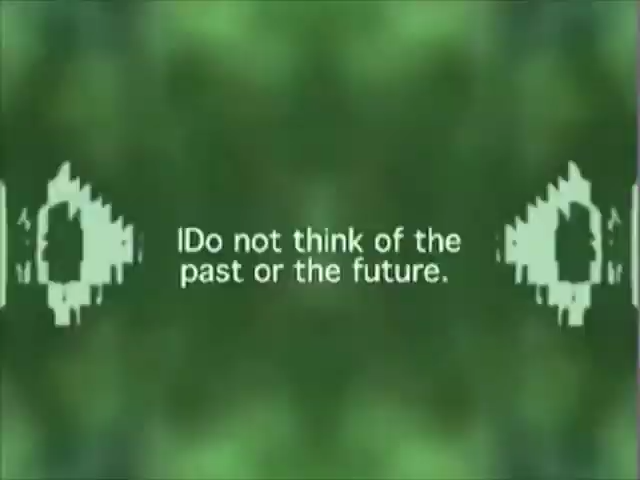 IDo not think of the
past or the future.